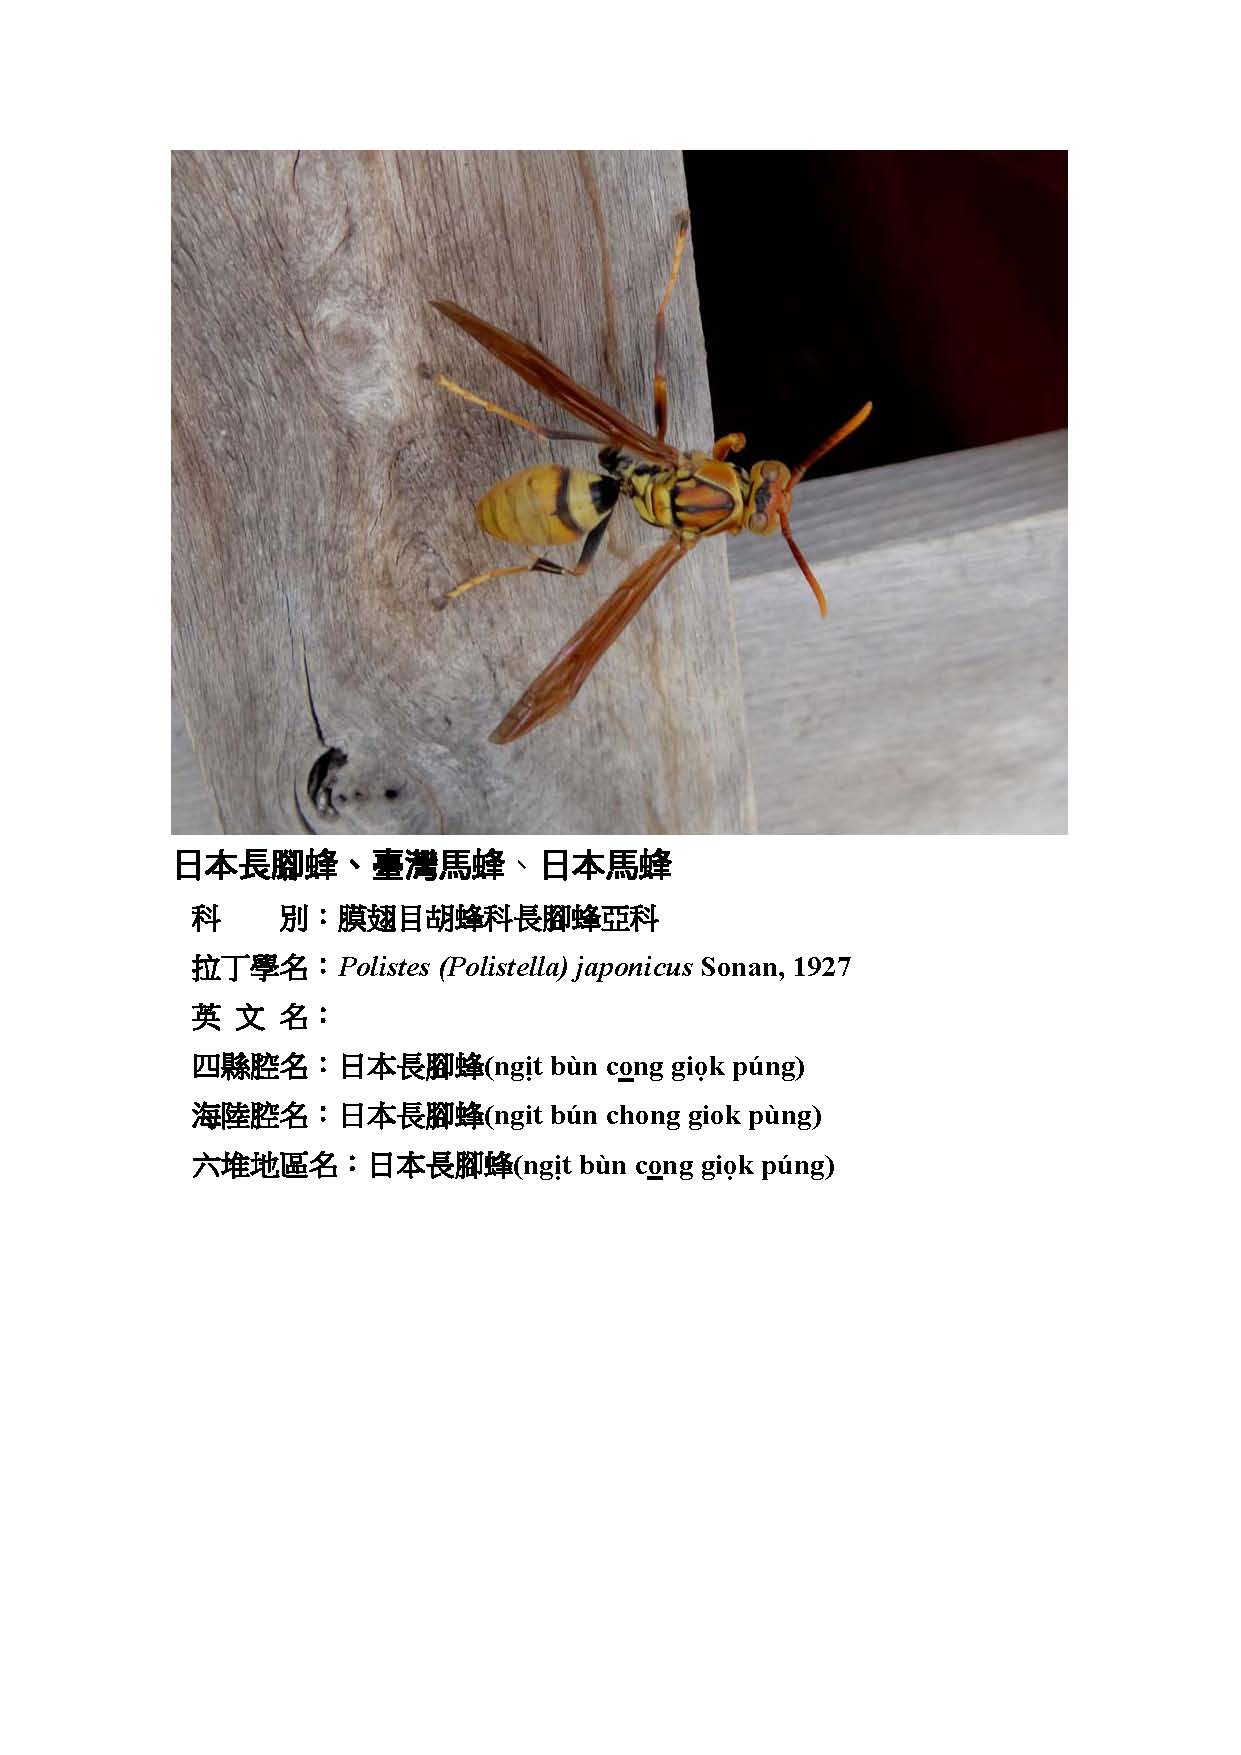 日本長腳蜂、臺灣馬蜂、日本馬蜂
科　　別：膜翅目胡蜂科長腳蜂亞科
拉丁學名：Polistes (Polistella) japonicus Sonan, 1927
英 文 名：
四縣腔名：日本長腳蜂(ngịt bùn co̲ng giọk púng)
海陸腔名：日本長腳蜂(ngit bún chong giok pùng)
六堆地區名：日本長腳蜂(ngịt bùn co̲ng giọk púng)